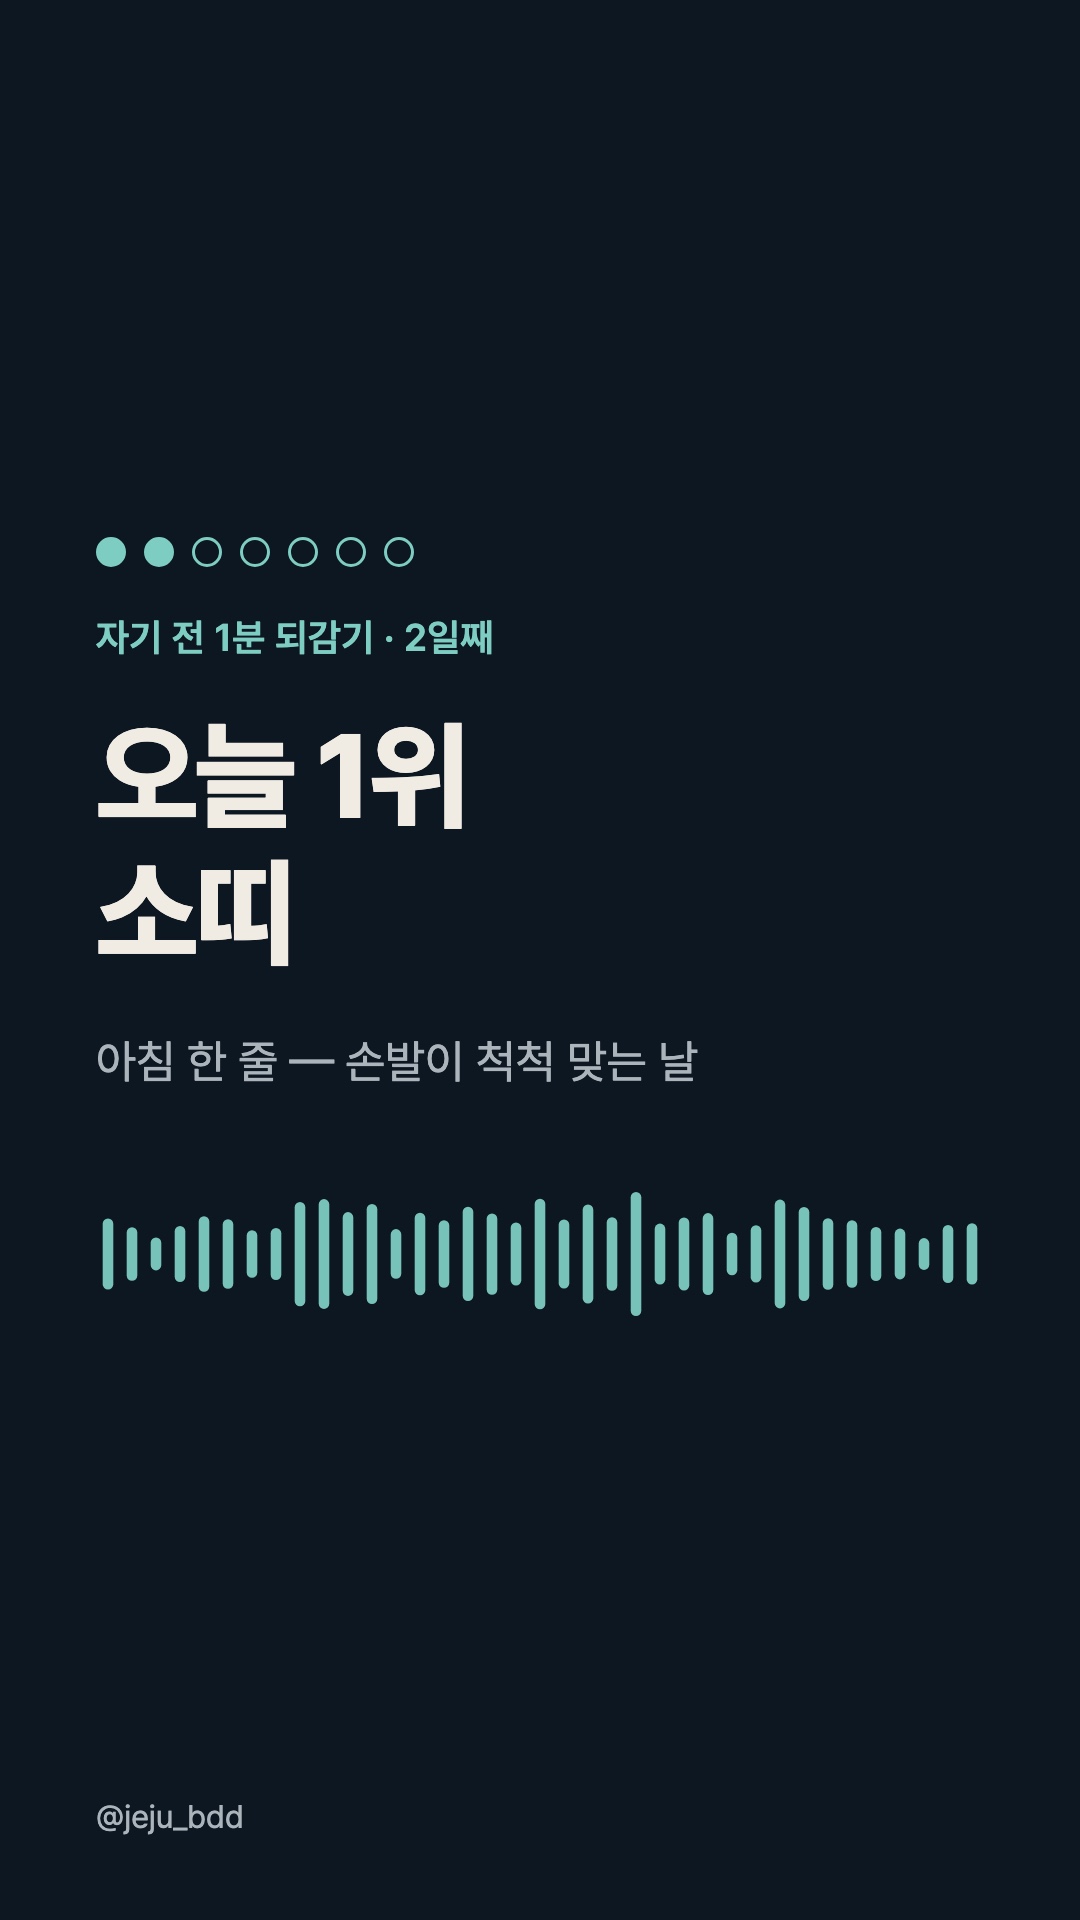 자기 전 1분 되감기 · 2일째
오늘 1위
소띠
아침 한 줄 — 손발이 척척 맞는 날
@jeju_bdd